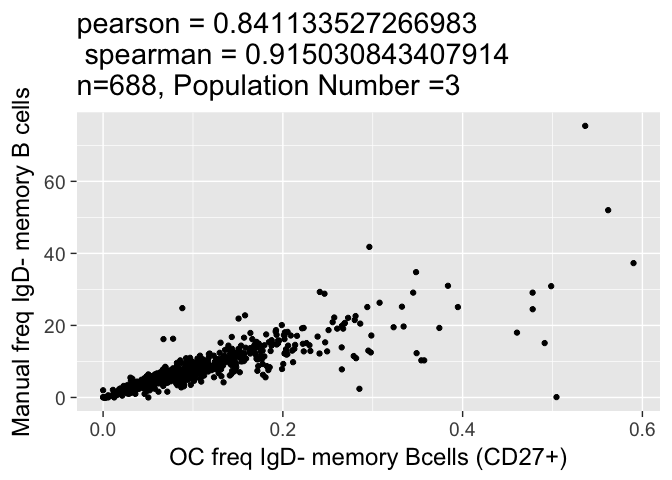 pearson = 0.841133527266983
spearman = 0.915030843407914
n=688, Population Number =3
Manual freq IgD- memory B cells
60
40
20
0
0.0 0.2 0.4 0.6
OC freq IgD- memory Bcells (CD27+)